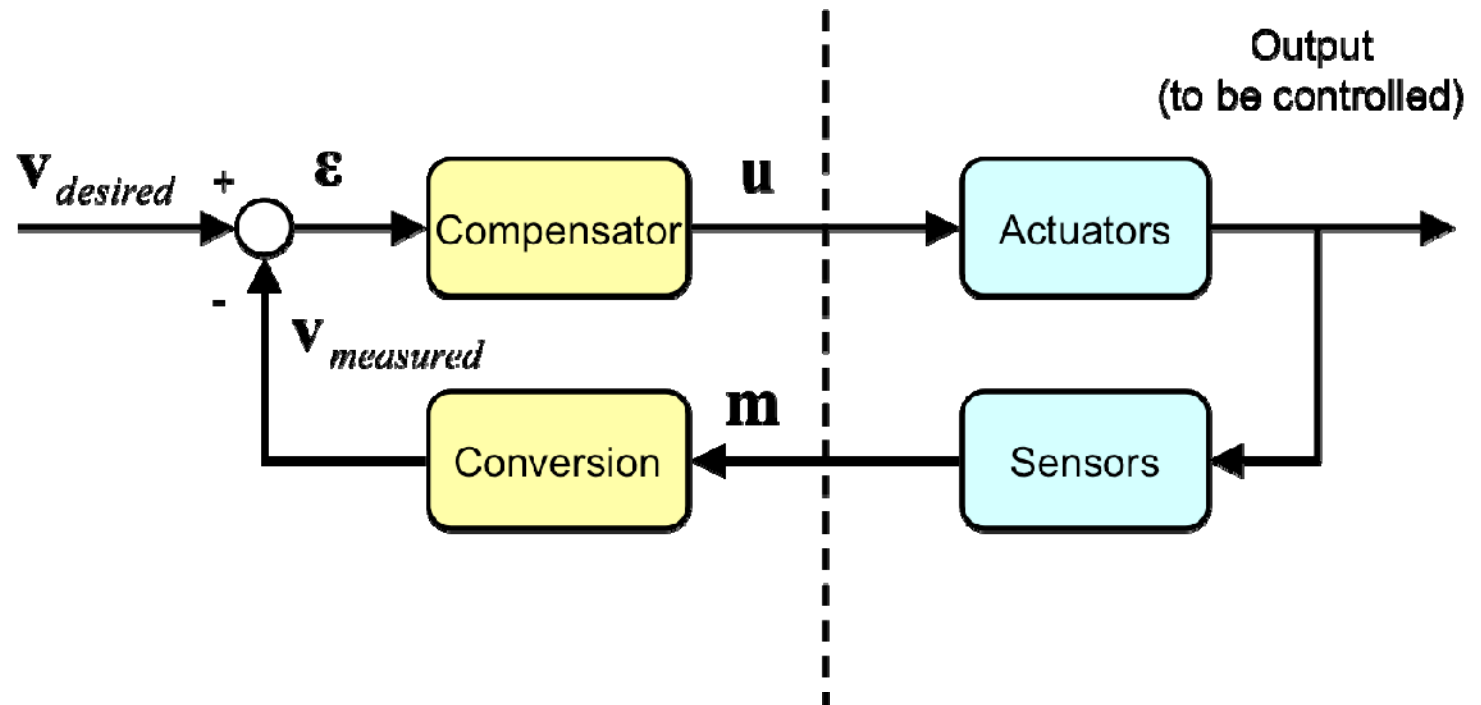 Output
(to be controlled)
v desired
+
ε
Compensator
u
Actuators
-
v measured
Conversion
m
Sensors